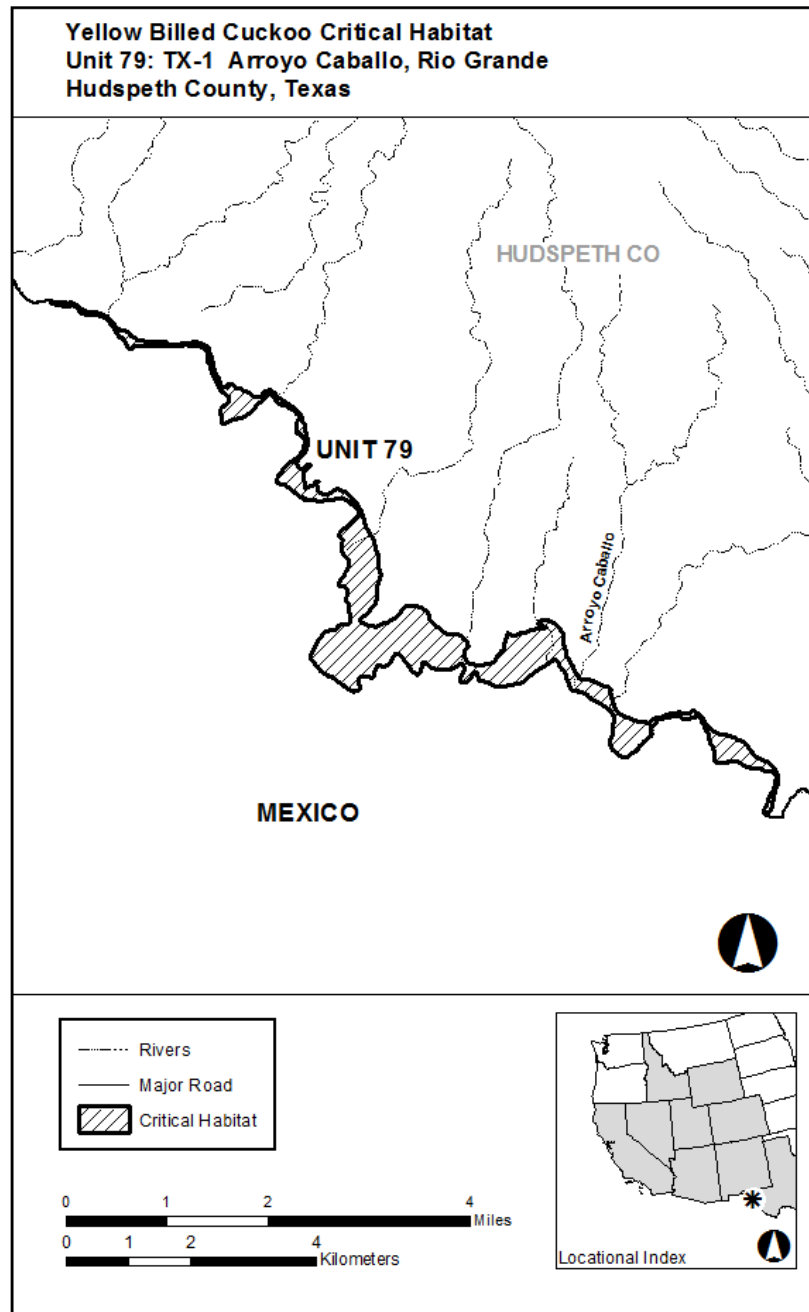 Yellow Billed Cuckoo Critical Habitat
Unit 79: TX-1 Arroyo Caballo, Rio Grande
Hudspeth County, Texas
HUDSPETH CO
UNIT 79
Arroyo Caballo
MEXICO
Rivers
Major Road
Critical Habitat
0 1 2 4
Miles
0 1 2 4
Kilometers
Locational Index